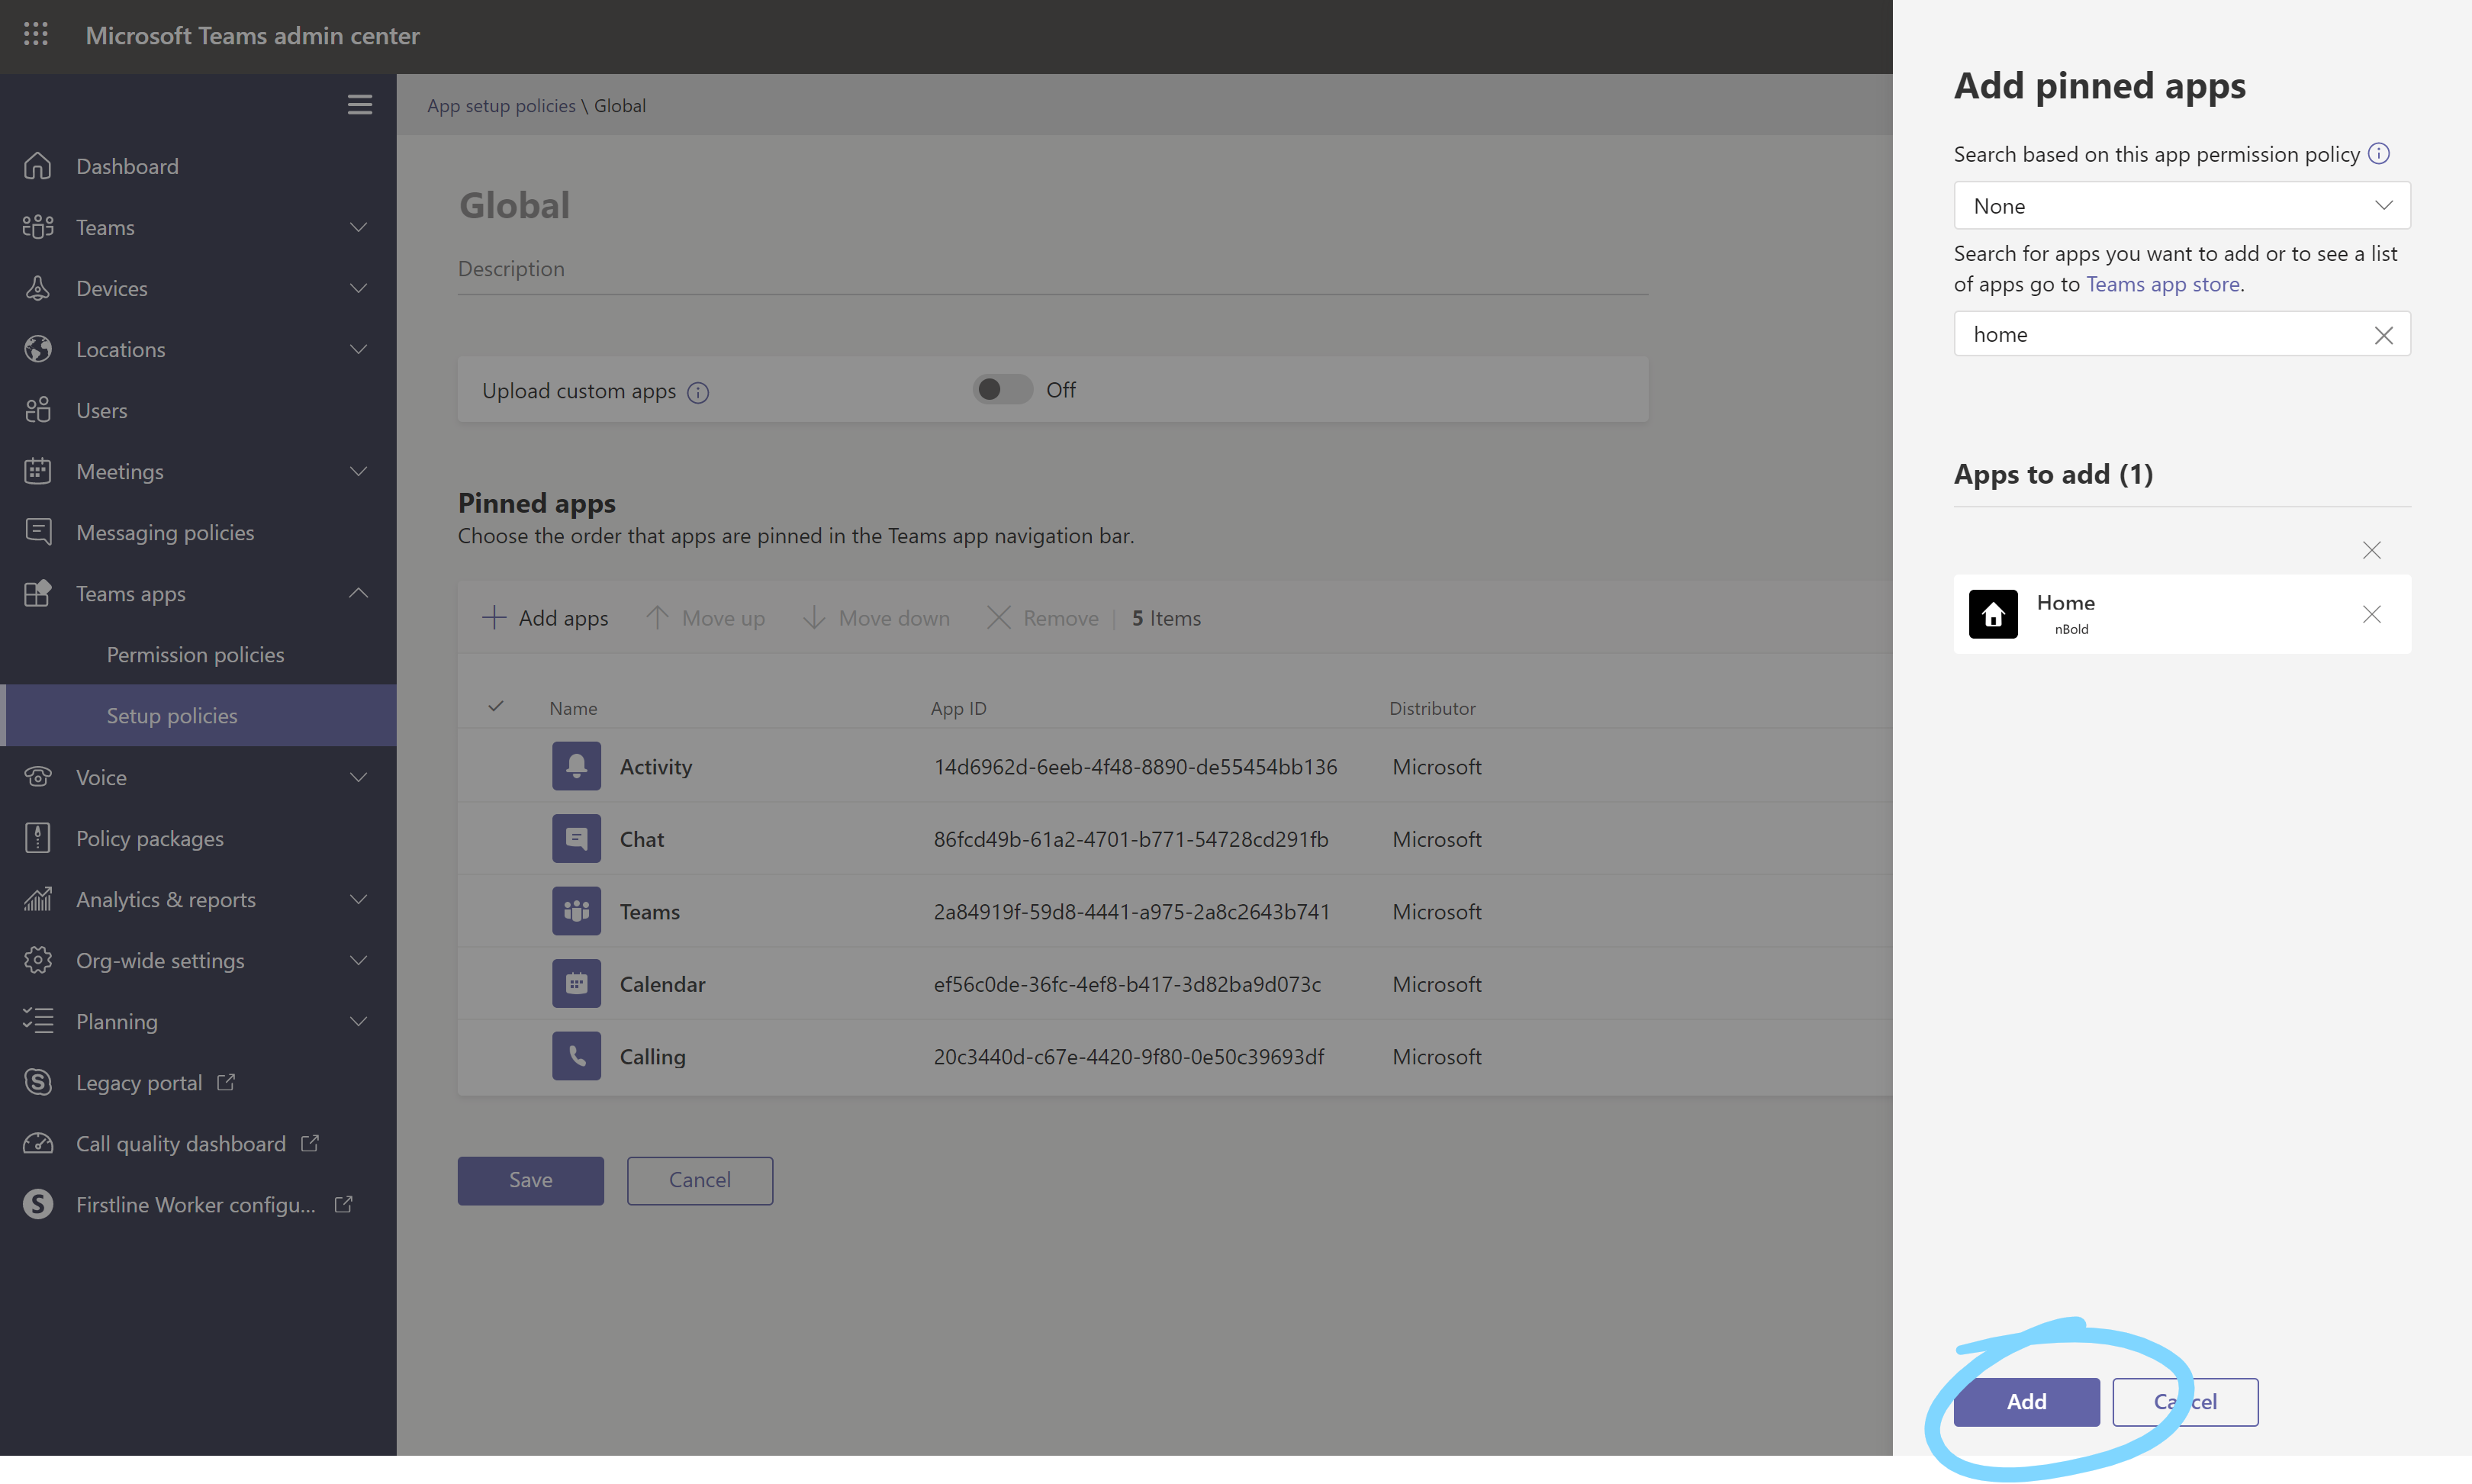 Microsoft Teams admin center
Dashboard
Teams
Devices
Locations
Users
Meetings
Messaging policies
Teams apps
Permission policies
Setup policies
Voice
Policy packages
Analytics & reports
Org-wide settings
Planning
Legacy portal
Call quality dashboard
Firstline Worker configu...
App setup policies \ Global
Global
Description
Upload custom apps Off
Pinned apps
Choose the order that apps are pinned in the Teams app navigation bar.
Add apps Move up Move down Remove | 5 Items
Name App ID Distributor
Activity 14d6962d-6eeb-4f48-8890-de55454bb136 Microsoft
Chat 86fcd49b-61a2-4701-b771-54728cd291fb Microsoft
Teams 2a84919f-59d8-4441-a975-2a8c2643b741 Microsoft
Calendar ef56c0de-36fc-4ef8-b417-3d82ba9d073c Microsoft
Calling 20c3440d-c67e-4420-9f80-0e50c39693df Microsoft
Save Cancel
Add pinned apps
Search based on this app permission policy
None
Search for apps you want to add or to see a list
of apps go to Teams app store.
home
Apps to add (1)
Home
nBold
Add Cancel